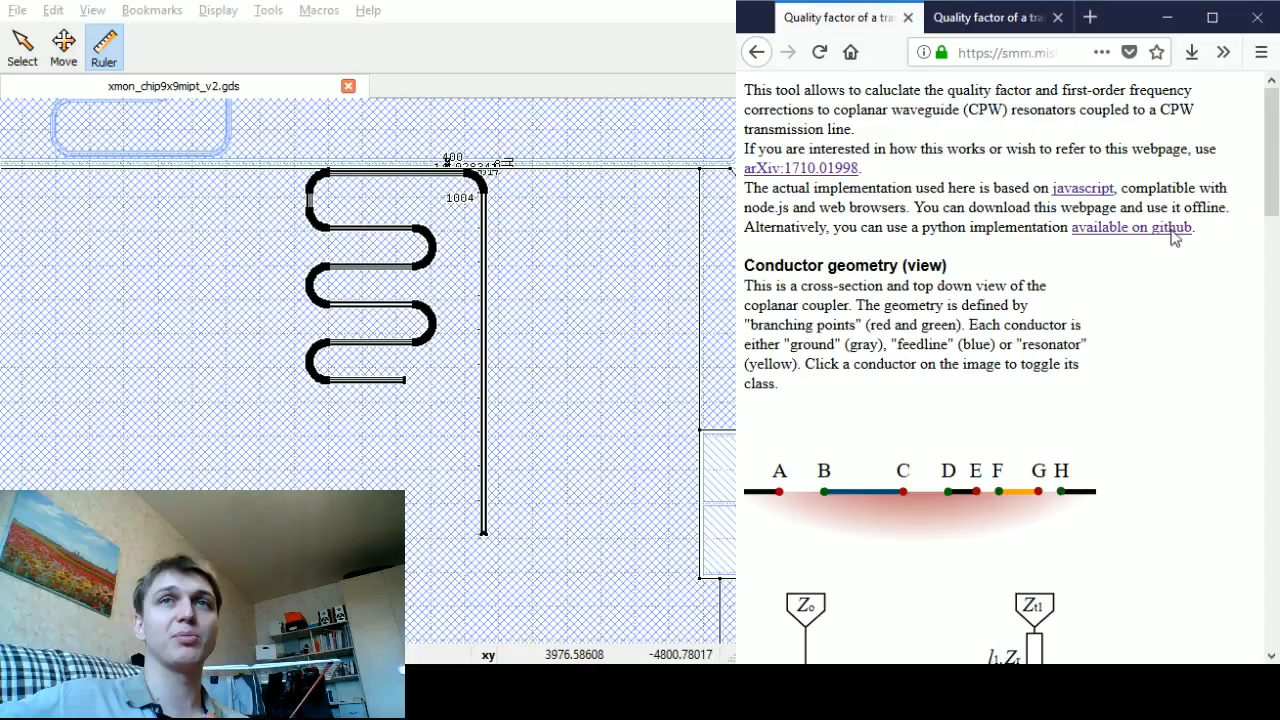 File Edit View Bookmarks Display Tools Macros Help
Select Move Ruler
xmon_chip9x9mipt_v2.gds
100
1004
xy 3976.58608 -4800.78017
Quality factor of a tra Quality factor of a tra
https://smm.mis
This tool allows to caluclate the quality factor and first-order frequency
corrections to coplanar waveguide (CPW) resonators coupled to a CPW
transmission line.
If you are interested in how this works or wish to refer to this webpage, use
arXiv:1710.01998.
The actual implementation used here is based on javascript, complatible with
node.js and web browsers. You can download this webpage and use it offline.
Alternatively, you can use a python implementation available on github.
Conductor geometry (view)
This is a cross-section and top down view of the
coplanar coupler. The geometry is defined by
"branching points" (red and green). Each conductor is
either "ground" (gray), "feedline" (blue) or "resonator"
(yellow). Click a conductor on the image to toggle its
class.
A B C D E F G H
Zo Zt1
l1,Zr